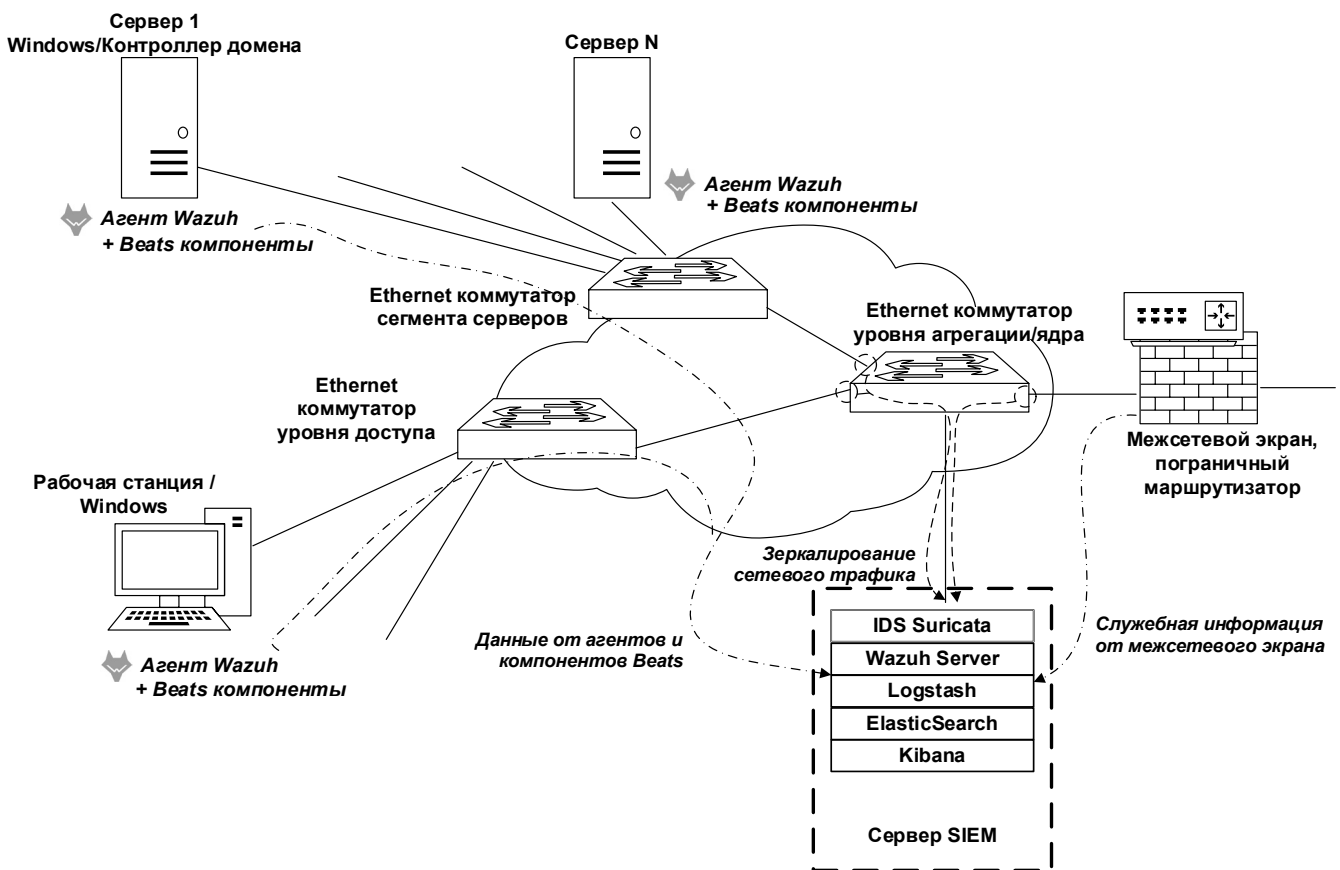 Сервер 1
Windows/Контроллер домена
Сервер N
Агент Wazuh
+ Beats компоненты
Агент Wazuh
+ Beats компоненты
Ethernet коммутатор
сегмента серверов
Ethernet коммутатор
уровня агрегации/ядра
Ethernet
коммутатор
уровня доступа
Межсетевой экран,
пограничный
маршрутизатор
Рабочая станция /
Windows
Зеркалирование
сетевого трафика
Данные от агентов и
компонентов Beats
Служебная информация
от межсетевого экрана
Агент Wazuh
+ Beats компоненты
IDS Suricata
Wazuh Server
Logstash
ElasticSearch
Kibana
Сервер SIEM